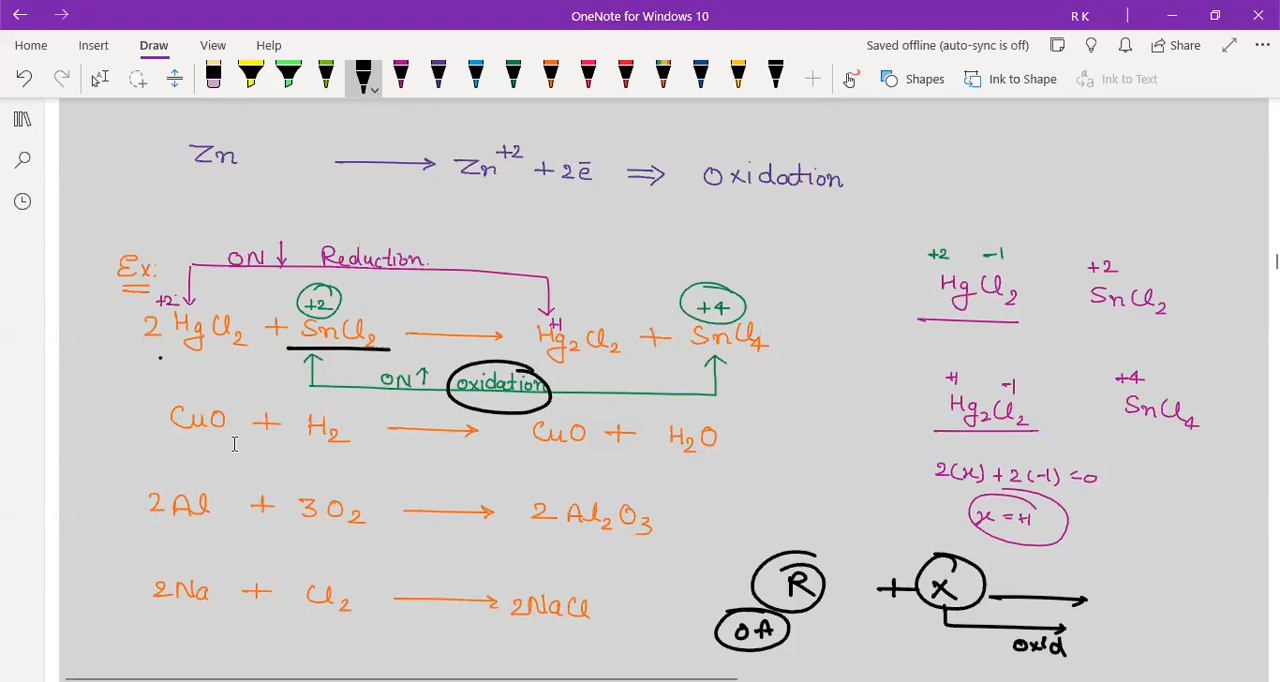 OneNote for Windows 10
R K
Home Insert Draw View Help
Saved offline (auto-sync is off) Share
Shapes Ink to Shape Ink to Text
Zn → Zn⁺² + 2ē ⇒ Oxidation
Ex:
ON ↓ Reduction.
+2 +2 +1 +4
2 HgCl₂ + SnCl₂ → Hg₂Cl₂ + SnCl₄
ON ↑ oxidation
CuO + H₂ → CuO + H₂O
2Al + 3O₂ → 2Al₂O₃
2Na + Cl₂ → 2NaCl
+2 -1
HgCl₂
+2
SnCl₂
+1 -1
Hg₂Cl₂
+4
SnCl₄
2(x) + 2(-1) = 0
x = +1
R + X →
OA
oxid